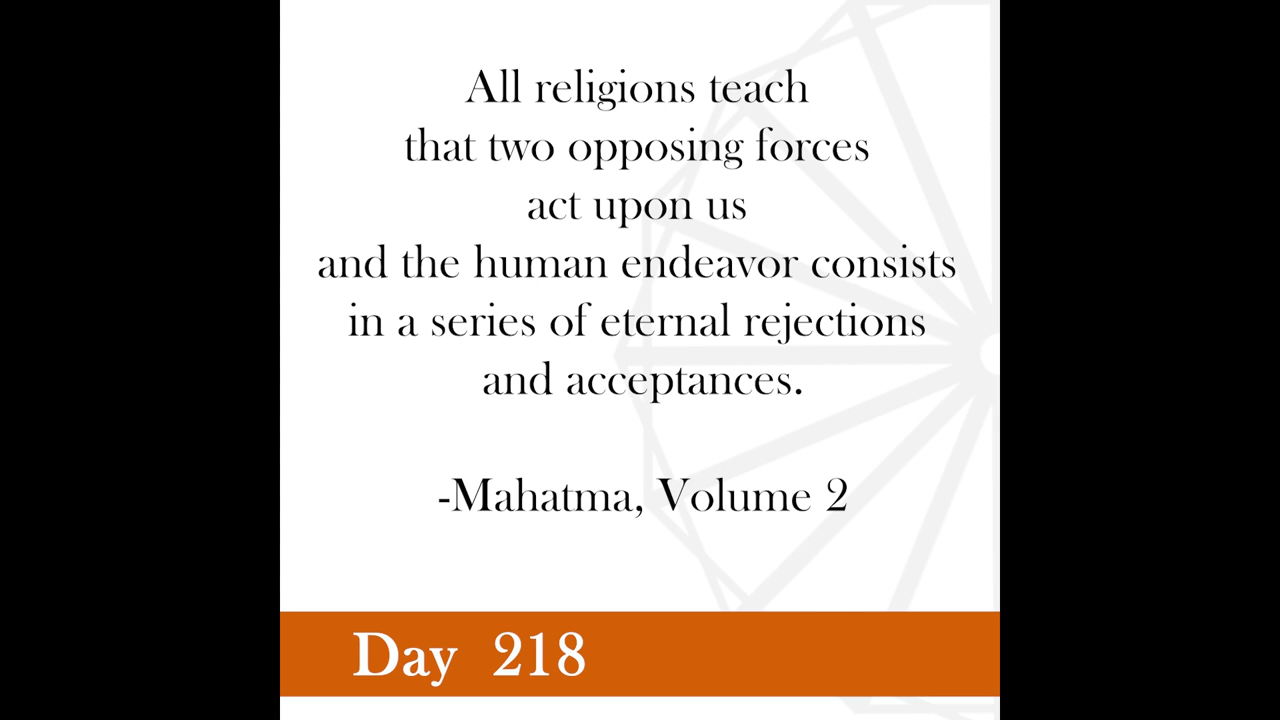 All religions teach
that two opposing forces
act upon us
and the human endeavor consists
in a series of eternal rejections
and acceptances.
-Mahatma, Volume 2
Day 218